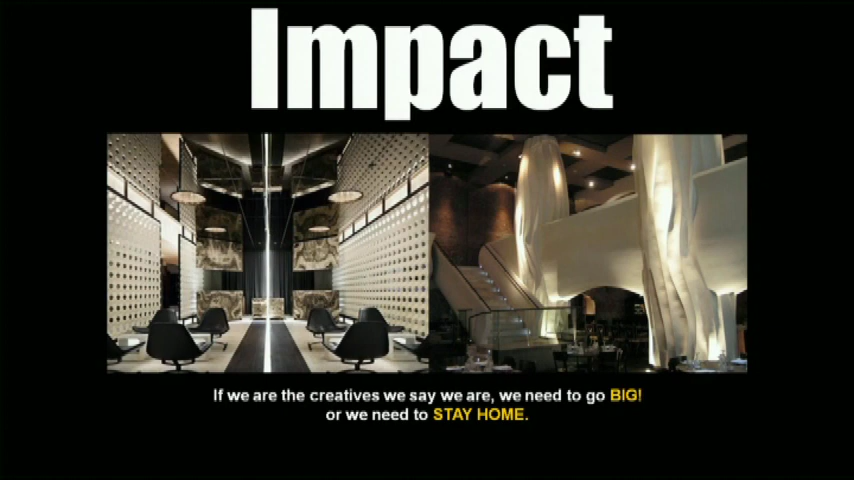 Impact
If we are the creatives we say we are, we need to go BIG!
or we need to STAY HOME.